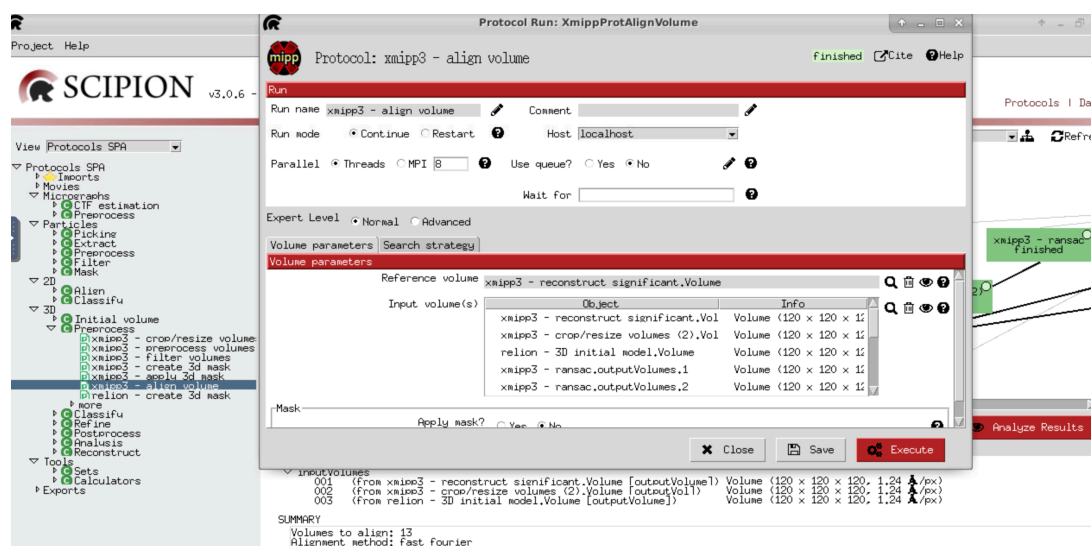 Protocol Run: XmippProtAlignVolume
Project Help
SCIPION v3.0.6 -
Protocols | Da
View Protocols SPA
Refre
Protocols SPA
Imports
Movies
Micrographs
CTF estimation
Preprocess
Particles
Picking
Extract
Preprocess
Filter
Mask
2D
Align
Classify
3D
Initial volume
Preprocess
xmipp3 - crop/resize volume
xmipp3 - preprocess volumes
xmipp3 - filter volumes
xmipp3 - create 3d mask
xmipp3 - apply 3d mask
xmipp3 - align volume
relion - create 3d mask
more
Classify
Refine
Postprocess
Analysis
Reconstruct
Tools
Sets
Calculators
Exports
mipp Protocol: xmipp3 - align volume finished Cite Help
Run
Run name xmipp3 - align volume Comment
Run mode Continue Restart Host localhost
Parallel Threads MPI 8 Use queue? Yes No
Wait for
Expert Level Normal Advanced
Volume parameters Search strategy
Volume parameters
Reference volume xmipp3 - reconstruct significant.Volume
Input volume(s) Object Info
xmipp3 - reconstruct significant.Vol Volume (120 x 120 x 12
xmipp3 - crop/resize volumes (2).Vol Volume (120 x 120 x 12
relion - 3D initial model.Volume Volume (120 x 120 x 12
xmipp3 - ransac.outputVolumes.1 Volume (120 x 120 x 12
xmipp3 - ransac.outputVolumes.2 Volume (120 x 120 x 12
Mask
Apply mask? Yes No
Close Save Execute
xmipp3 - ransac
finished
2)
Analyze Results
inputVolumes
001 (from xmipp3 - reconstruct significant.Volume [outputVolume]) Volume (120 x 120 x 120, 1.24 Å/px)
002 (from xmipp3 - crop/resize volumes (2).Volume [outputVol]) Volume (120 x 120 x 120, 1.24 Å/px)
003 (from relion - 3D initial model.Volume [outputVolume]) Volume (120 x 120 x 120, 1.24 Å/px)
SUMMARY
Volumes to align: 13
Alignment method: fast fourier